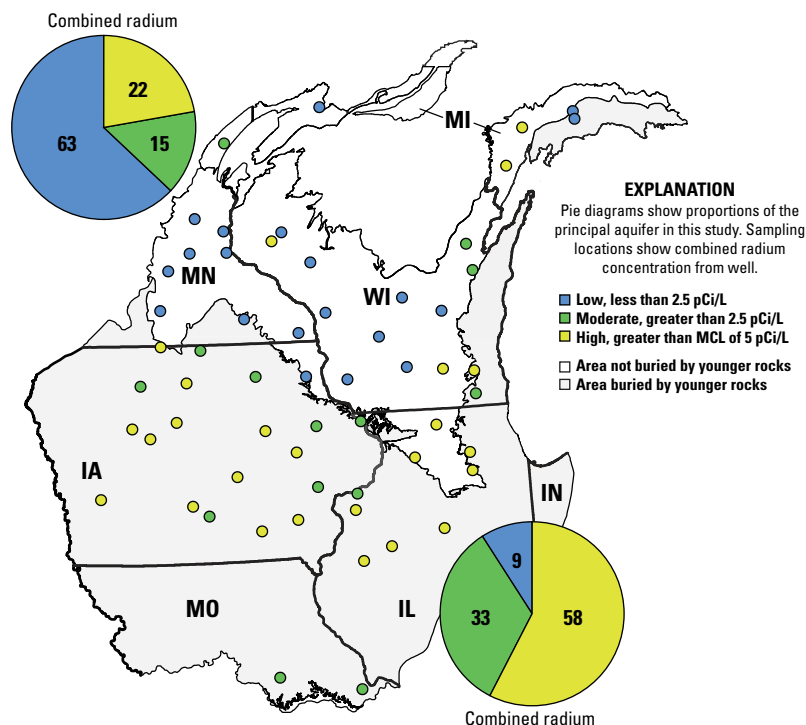 Combined radium
22
63
15
MI
EXPLANATION
Pie diagrams show proportions of the
principal aquifer in this study. Sampling
locations show combined radium
concentration from well.
Low, less than 2.5 pCi/L
Moderate, greater than 2.5 pCi/L
High, greater than MCL of 5 pCi/L
Area not buried by younger rocks
Area buried by younger rocks
MN
WI
IA
IN
MO
IL
9
33
58
Combined radium